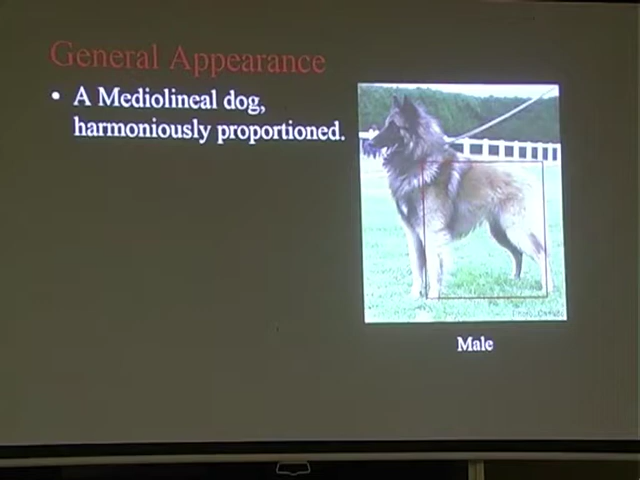 General Appearance
• A Mediolineal dog,
harmoniously proportioned.
Male